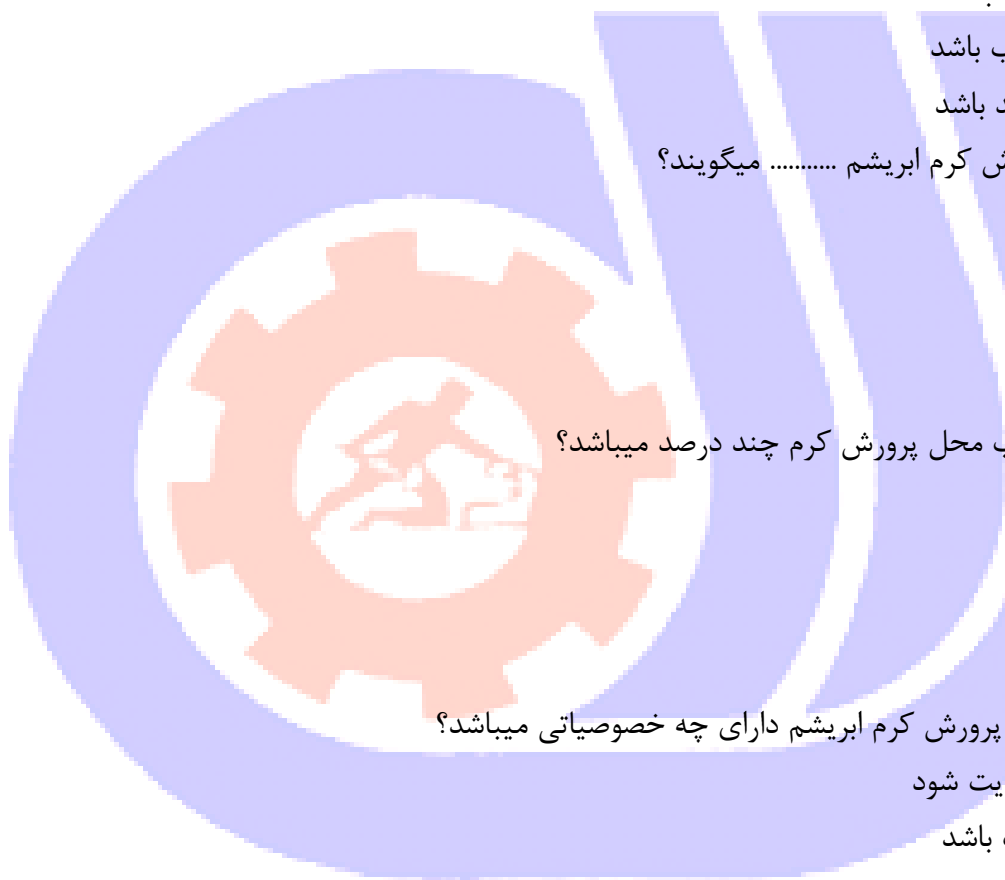 باشد
باشد
کرم ابریشم ........... میگویند؟
محل پرورش کرم چند درصد میباشد؟
پرورش کرم ابریشم دارای چه خصوصیاتی میباشد؟
شود
باشد